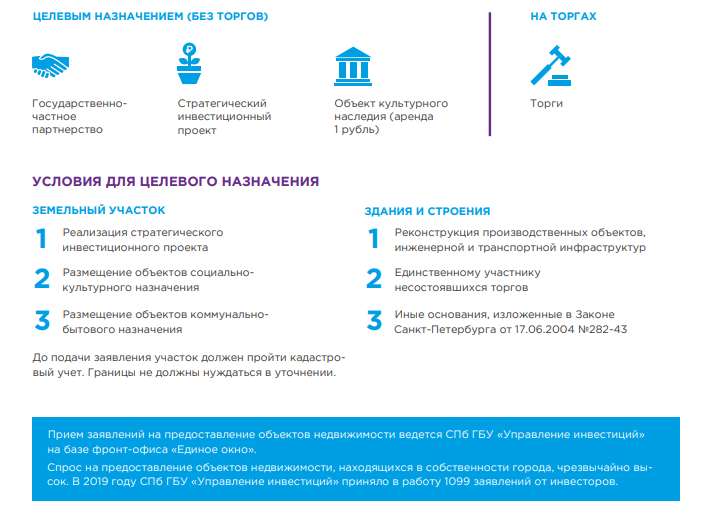 ЦЕЛЕВЫМ НАЗНАЧЕНИЕМ (БЕЗ ТОРГОВ)
Государственно-
частное
партнерство
Стратегический
инвестиционный
проект
Объект культурного
наследия (аренда
1 рубль)
НА ТОРГАХ
Торги
УСЛОВИЯ ДЛЯ ЦЕЛЕВОГО НАЗНАЧЕНИЯ
ЗЕМЕЛЬНЫЙ УЧАСТОК
1 Реализация стратегического
инвестиционного проекта
2 Размещение объектов социально-
культурного назначения
3 Размещение объектов коммунально-
бытового назначения
До подачи заявления участок должен пройти кадастро-
вый учет. Границы не должны нуждаться в уточнении.
ЗДАНИЯ И СТРОЕНИЯ
1 Реконструкция производственных объектов,
инженерной и транспортной инфраструктур
2 Единственному участнику
несостоявшихся торгов
3 Иные основания, изложенные в Законе
Санкт-Петербурга от 17.06.2004 №282-43
Прием заявлений на предоставление объектов недвижимости ведется СПб ГБУ «Управление инвестиций»
на базе фронт-офиса «Единое окно».
Спрос на предоставление объектов недвижимости, находящихся в собственности города, чрезвычайно вы-
сок. В 2019 году СПб ГБУ «Управление инвестиций» приняло в работу 1099 заявлений от инвесторов.